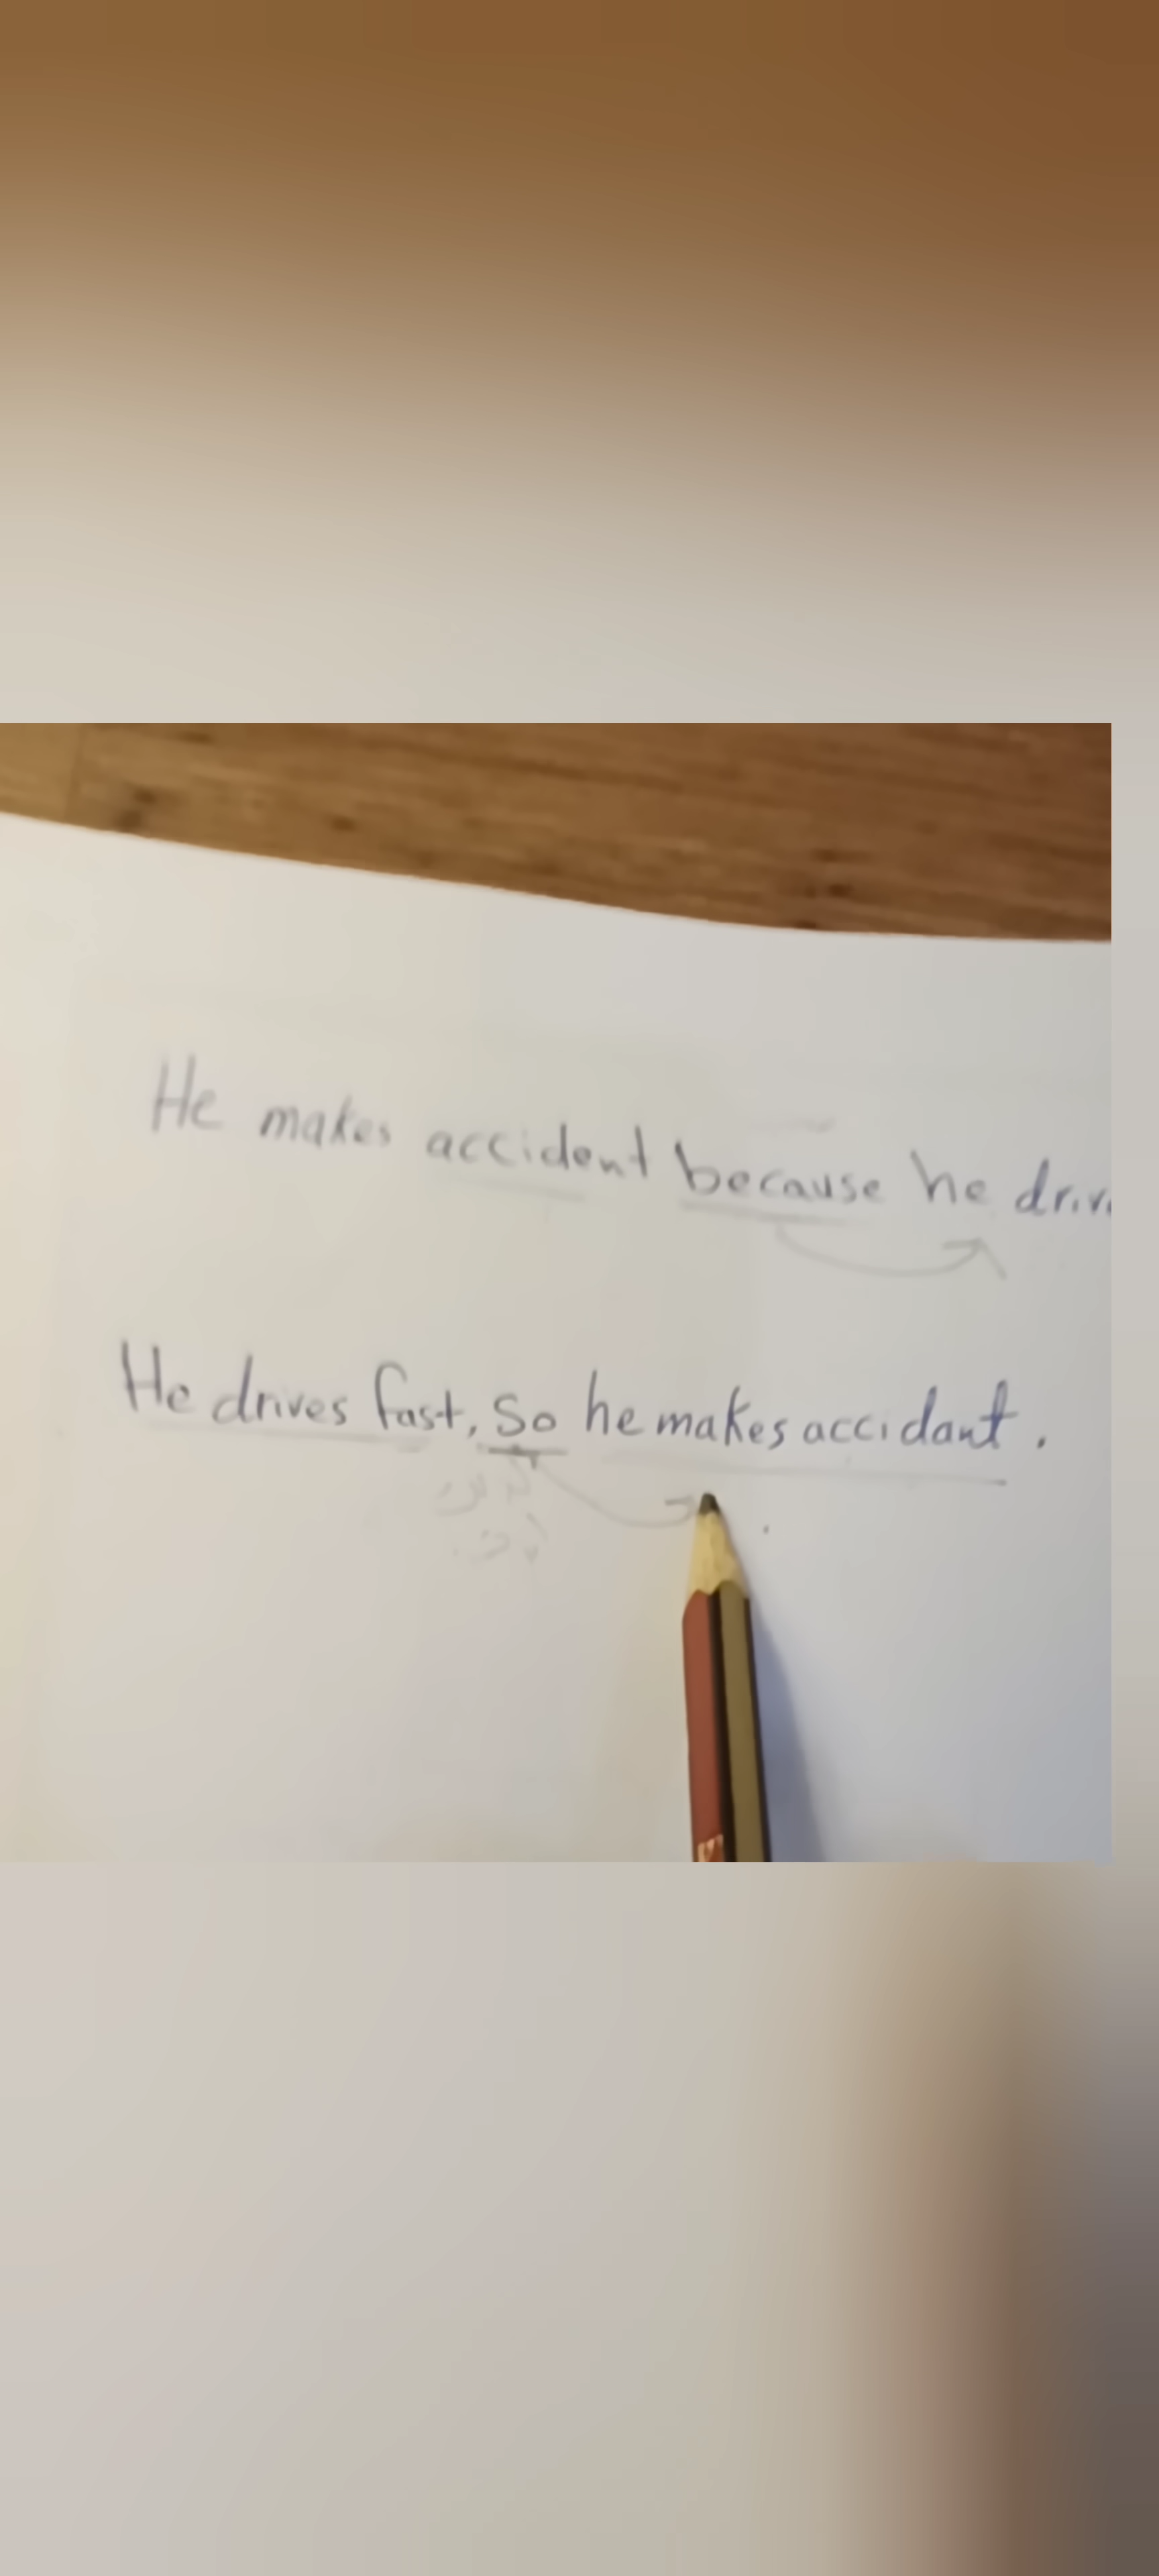 He makes accident because he driv
He drives fast, so he makes accidant.